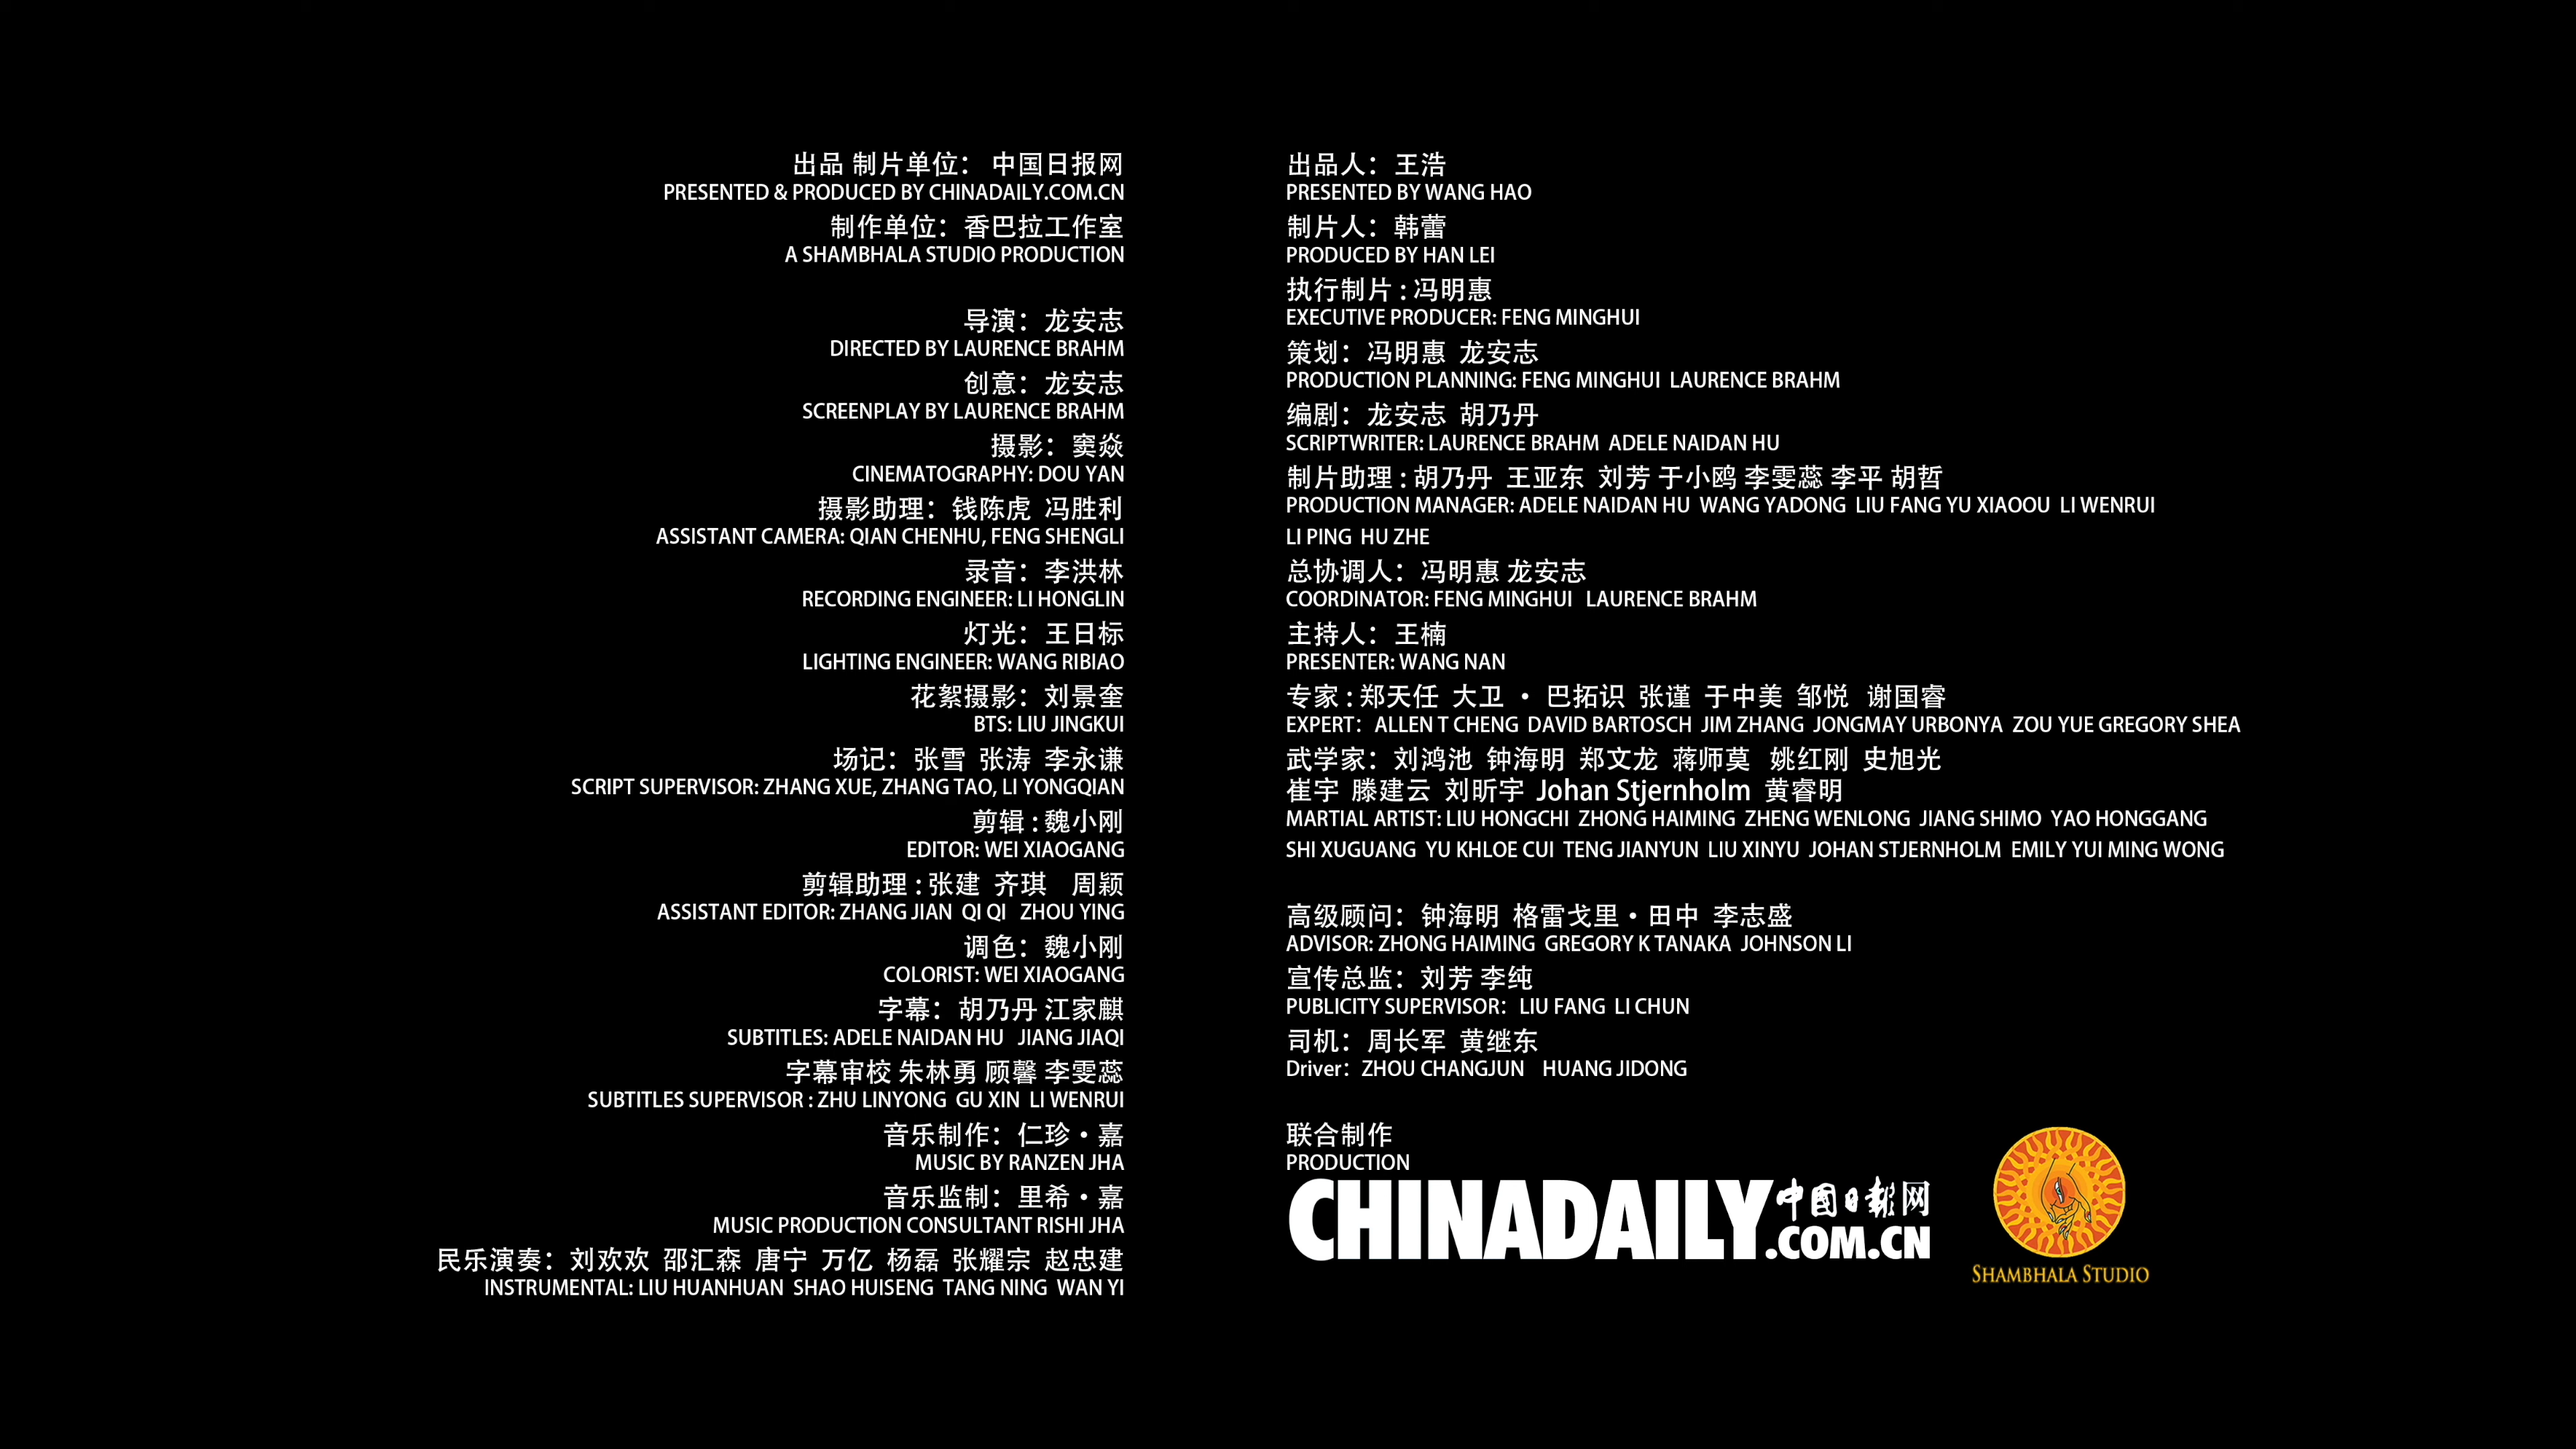 出品 制片单位： 中国日报网
PRESENTED & PRODUCED BY CHINADAILY.COM.CN
制作单位：香巴拉工作室
A SHAMBHALA STUDIO PRODUCTION
导演：龙安志
DIRECTED BY LAURENCE BRAHM
创意：龙安志
SCREENPLAY BY LAURENCE BRAHM
摄影：窦焱
CINEMATOGRAPHY: DOU YAN
摄影助理：钱陈虎 冯胜利
ASSISTANT CAMERA: QIAN CHENHU, FENG SHENGLI
录音：李洪林
RECORDING ENGINEER: LI HONGLIN
灯光：王日标
LIGHTING ENGINEER: WANG RIBIAO
花絮摄影：刘景奎
BTS: LIU JINGKUI
场记：张雪 张涛 李永谦
SCRIPT SUPERVISOR: ZHANG XUE, ZHANG TAO, LI YONGQIAN
剪辑 : 魏小刚
EDITOR: WEI XIAOGANG
剪辑助理 : 张建 齐琪 周颖
ASSISTANT EDITOR: ZHANG JIAN QI QI ZHOU YING
调色：魏小刚
COLORIST: WEI XIAOGANG
字幕：胡乃丹 江家麒
SUBTITLES: ADELE NAIDAN HU JIANG JIAQI
字幕审校 朱林勇 顾馨 李雯蕊
SUBTITLES SUPERVISOR : ZHU LINYONG GU XIN LI WENRUI
音乐制作：仁珍·嘉
MUSIC BY RANZEN JHA
音乐监制：里希·嘉
MUSIC PRODUCTION CONSULTANT RISHI JHA
民乐演奏：刘欢欢 邵汇森 唐宁 万亿 杨磊 张耀宗 赵忠建
INSTRUMENTAL: LIU HUANHUAN SHAO HUISENG TANG NING WAN YI
出品人：王浩
PRESENTED BY WANG HAO
制片人：韩蕾
PRODUCED BY HAN LEI
执行制片 : 冯明惠
EXECUTIVE PRODUCER: FENG MINGHUI
策划：冯明惠 龙安志
PRODUCTION PLANNING: FENG MINGHUI LAURENCE BRAHM
编剧：龙安志 胡乃丹
SCRIPTWRITER: LAURENCE BRAHM ADELE NAIDAN HU
制片助理 : 胡乃丹 王亚东 刘芳 于小鸥 李雯蕊 李平 胡哲
PRODUCTION MANAGER: ADELE NAIDAN HU WANG YADONG LIU FANG YU XIAOOU LI WENRUI
LI PING HU ZHE
总协调人：冯明惠 龙安志
COORDINATOR: FENG MINGHUI LAURENCE BRAHM
主持人：王楠
PRESENTER: WANG NAN
专家 : 郑天任 大卫 · 巴拓识 张谨 于中美 邹悦 谢国睿
EXPERT： ALLEN T CHENG DAVID BARTOSCH JIM ZHANG JONGMAY URBONYA ZOU YUE GREGORY SHEA
武学家：刘鸿池 钟海明 郑文龙 蒋师莫 姚红刚 史旭光
崔宇 滕建云 刘昕宇 Johan Stjernholm 黄睿明
MARTIAL ARTIST: LIU HONGCHI ZHONG HAIMING ZHENG WENLONG JIANG SHIMO YAO HONGGANG
SHI XUGUANG YU KHLOE CUI TENG JIANYUN LIU XINYU JOHAN STJERNHOLM EMILY YUI MING WONG
高级顾问：钟海明 格雷戈里·田中 李志盛
ADVISOR: ZHONG HAIMING GREGORY K TANAKA JOHNSON LI
宣传总监：刘芳 李纯
PUBLICITY SUPERVISOR： LIU FANG LI CHUN
司机：周长军 黄继东
Driver：ZHOU CHANGJUN HUANG JIDONG
联合制作
PRODUCTION
CHINADAILY 中国日報网
.COM.CN
SHAMBHALA STUDIO